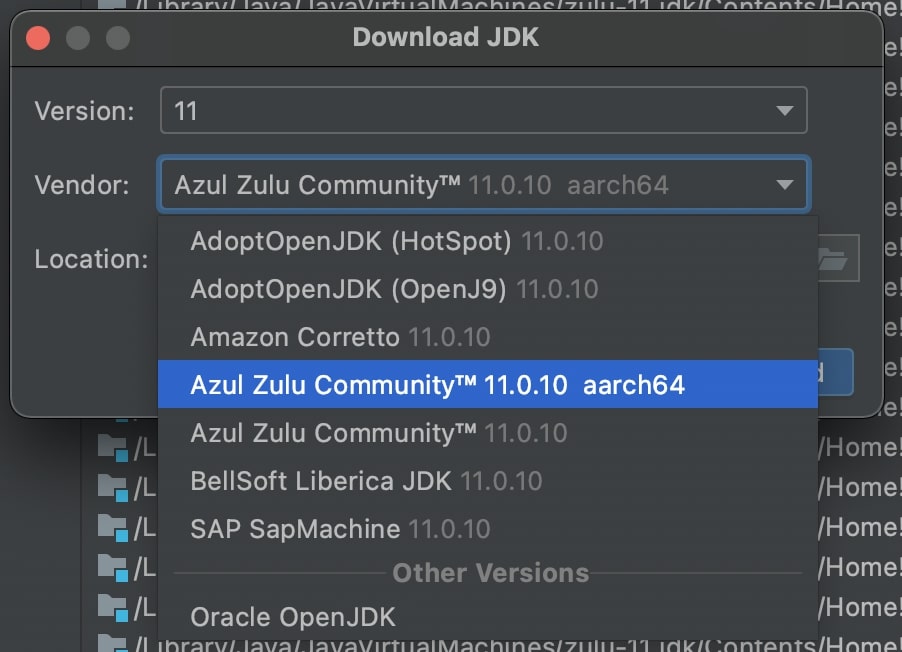 /Azul/Java/JavaVirtualMachines/zulu-11.jdk/Contents/Home!
Download JDK
Version:
11
Vendor:
Azul Zulu Community™ 11.0.10 aarch64
Location:
AdoptOpenJDK (HotSpot) 11.0.10
AdoptOpenJDK (OpenJ9) 11.0.10
Amazon Corretto 11.0.10
Azul Zulu Community™ 11.0.10 aarch64
d
Azul Zulu Community™ 11.0.10
/L /Home!
BellSoft Liberica JDK 11.0.10
/L /Home!
SAP SapMachine 11.0.10
/L /Home!
Other Versions
/L /Home!
Oracle OpenJDK
/L /Home!
/Library/Java/JavaVirtualMachines/zulu-11.jdk/Contents/Home!